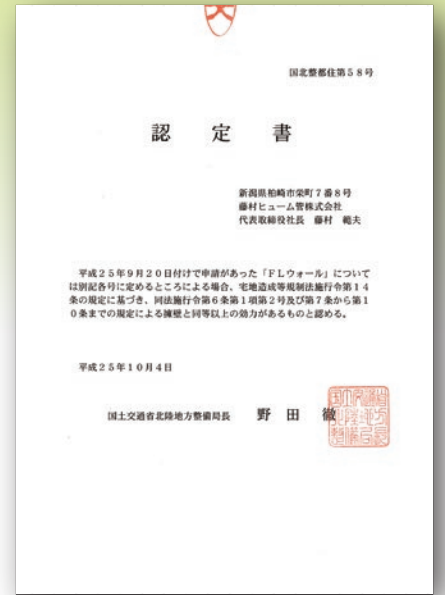 国北整都住第58号
認定書
新潟県柏崎市栄町7番8号
藤村ヒューム管株式会社
代表取締役社長 藤村 範夫
平成25年9月20日付けで申請があった「FLウォール」について
は別記各号に定めるところによる場合、宅地造成等規制法施行令第14
条の規定に基づき、同法施行令第6条第1項第2号及び第7条から第1
0条までの規定による擁壁と同等以上の効力があるものと認める。
平成25年10月4日
国土交通省北陸地方整備局長 野田 徹